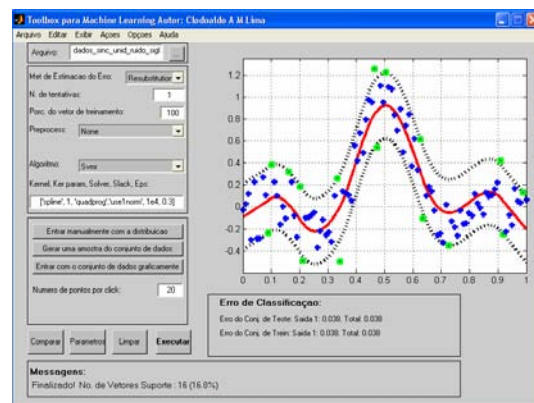 Toolbox para Machine Learning Autor: Clodoaldo A M Lima
Arquivo Editar Exibir Açoes Opçoes Ajuda
Arquivo: dados_sinc_unid_ruido_sigl ...
Met de Estimacao do Erro: Resubstitution
N. de tentativas: 1
Porc. do vetor de treinamento: 100
Preprocess: None
Algoritmo: Svrex
Kernel, Ker param, Solver, Slack, Eps:
['spline', 1, 'quadprog','use1norm', 1e4, 0.3]
Entrar manualmente com a distribuicao
Gerar uma amostra do conjunto de dados
Entrar com o conjunto de dados graficamente
Numero de pontos por click: 20
Comparar Parametros Limpar Executar
1.2
1
0.8
0.6
0.4
0.2
0
-0.2
-0.4
0 0.1 0.2 0.3 0.4 0.5 0.6 0.7 0.8 0.9 1
Erro de Classificaçao:
Erro do Conj. de Teste: Saida 1: 0.038, Total: 0.038
Erro do Conj. de Trein: Saida 1: 0.038, Total: 0.038
Messagens:
Finalizado! No. de Vetores Suporte : 16 (16.8%)